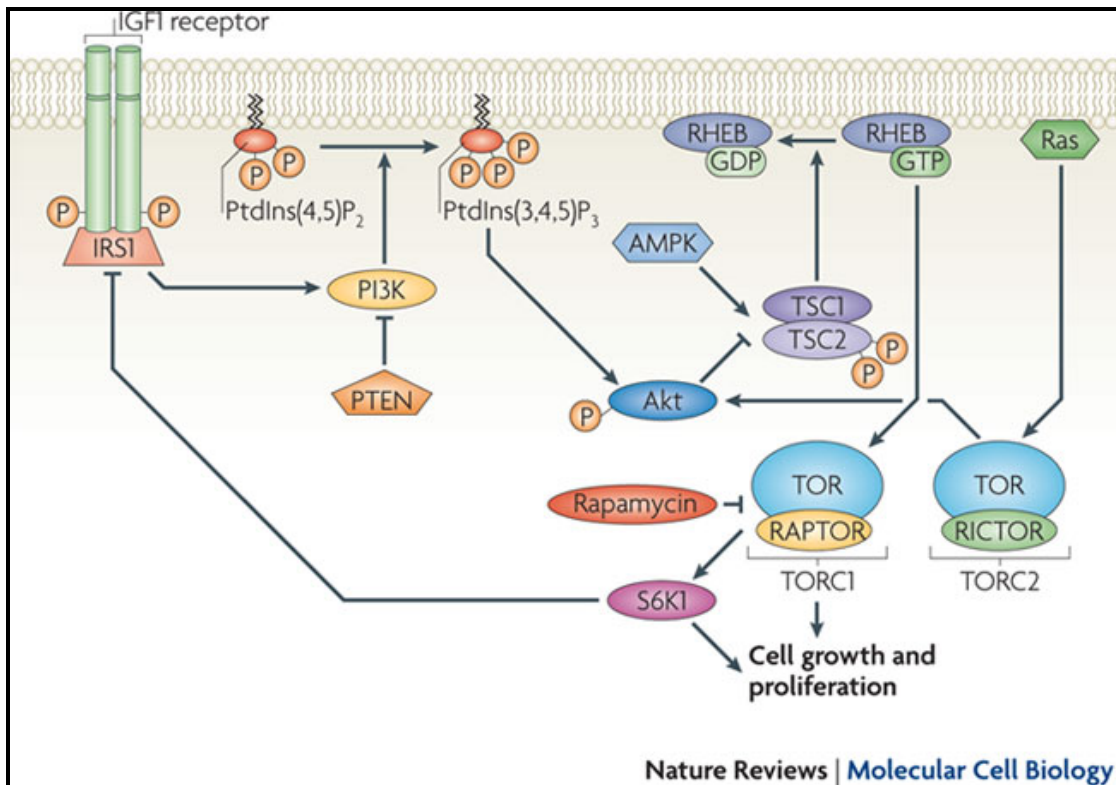 IGF1 receptor
RHEB
GDP
RHEB
GTP
Ras
P
P
P
P
P
P
P
PtdIns(4,5)P2
PtdIns(3,4,5)P3
P
P
IRS1
AMPK
PI3K
TSC1
TSC2
P
P
PTEN
Akt
P
TOR
TOR
Rapamycin
RAPTOR
RICTOR
TORC1
TORC2
S6K1
Cell growth and
proliferation
Nature Reviews | Molecular Cell Biology